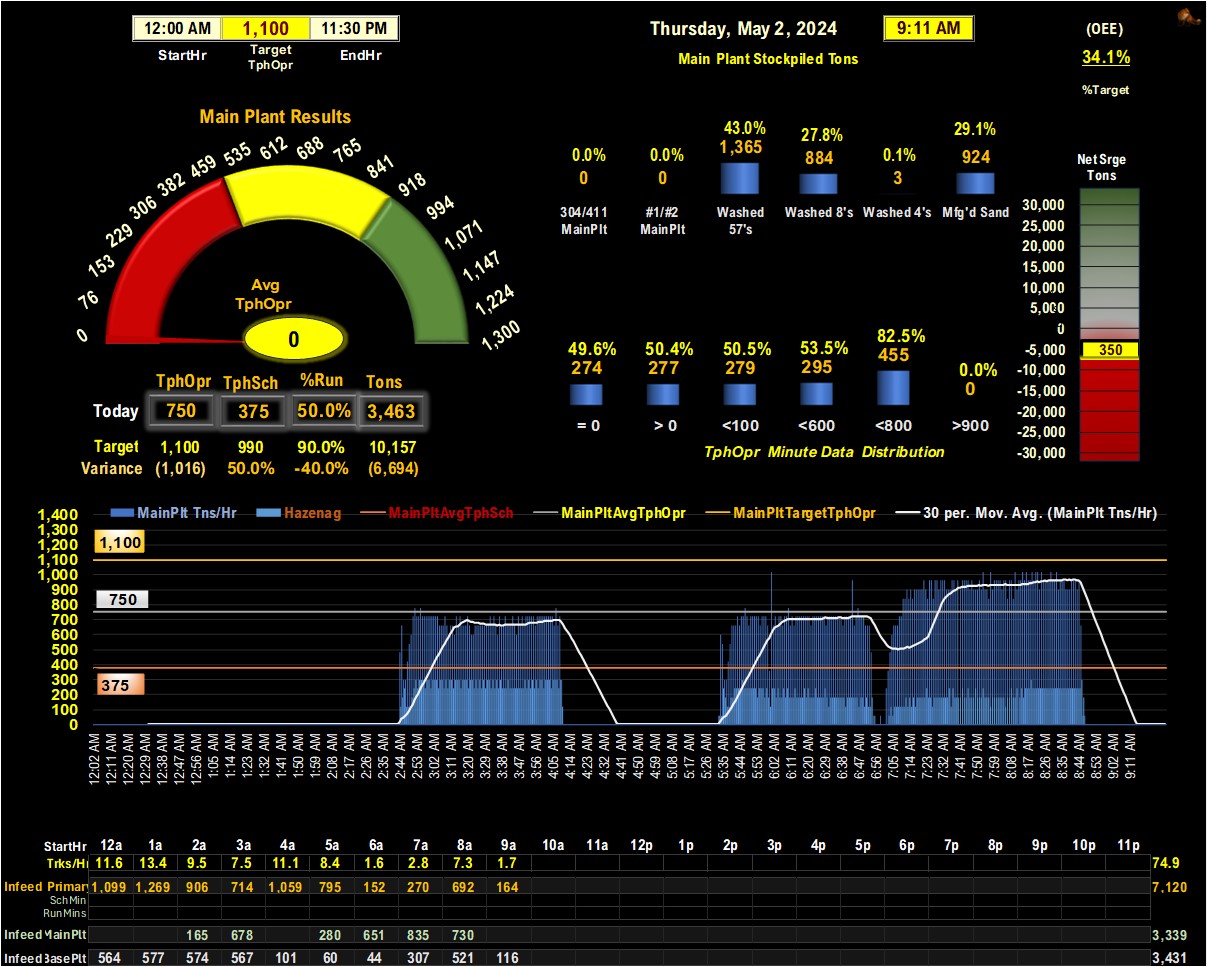 12:00 AM 1,100 11:30 PM
StartHr Target TphOpr EndHr
Thursday, May 2, 2024 9:11 AM
Main Plant Stockpiled Tons
(OEE)
34.1%
%Target
Main Plant Results
0 76 153 229 306 382 459 535 612 688 765 841 918 994 1,071 1,147 1,224 1,300
Avg
TphOpr
0
43.0% 27.8% 29.1%
0.0% 0.0% 1,365 884 0.1% 924
0 0 3
304/411 MainPlt #1/#2 MainPlt Washed 57's Washed 8's Washed 4's Mfg'd Sand
NetSrge
Tons
30,000
25,000
20,000
15,000
10,000
5,000
0
-5,000 350
-10,000
-15,000
-20,000
-25,000
-30,000
49.6% 50.4% 50.5% 53.5% 82.5% 0.0%
274 277 279 295 455 0
= 0 > 0 <100 <600 <800 >900
TphOpr Minute Data Distribution
TphOpr TphSch %Run Tons
Today 750 375 50.0% 3,463
Target 1,100 990 90.0% 10,157
Variance (1,016) 50.0% -40.0% (6,694)
MainPlt Tns/Hr Hazenag MainPltAvgTphSch MainPltAvgTphOpr MainPltTargetTphOpr 30 per. Mov. Avg. (MainPlt Tns/Hr)
1,400
1,300
1,200
1,100
1,000
900
800
700
600
500
400
300
200
100
0
1,100
750
375
12:02 AM 12:11 AM 12:20 AM 12:29 AM 12:38 AM 12:47 AM 12:56 AM 1:05 AM 1:14 AM 1:23 AM 1:32 AM 1:41 AM 1:50 AM 1:59 AM 2:08 AM 2:17 AM 2:26 AM 2:35 AM 2:44 AM 2:53 AM 3:02 AM 3:11 AM 3:20 AM 3:29 AM 3:38 AM 3:47 AM 3:56 AM 4:05 AM 4:14 AM 4:23 AM 4:32 AM 4:41 AM 4:50 AM 4:59 AM 5:08 AM 5:17 AM 5:26 AM 5:35 AM 5:44 AM 5:53 AM 6:02 AM 6:11 AM 6:20 AM 6:29 AM 6:38 AM 6:47 AM 6:56 AM 7:05 AM 7:14 AM 7:23 AM 7:32 AM 7:41 AM 7:50 AM 7:59 AM 8:08 AM 8:17 AM 8:26 AM 8:35 AM 8:44 AM 8:53 AM 9:02 AM 9:11 AM
StartHr 12a 1a 2a 3a 4a 5a 6a 7a 8a 9a 10a 11a 12p 1p 2p 3p 4p 5p 6p 7p 8p 9p 10p 11p
Trks/Hr 11.6 13.4 9.5 7.5 11.1 8.4 1.6 2.8 7.3 1.7 74.9
Infeed Primary 1,099 1,269 906 714 1,059 795 152 270 692 164 7,120
SchMin
RunMins
Infeed MainPlt 165 678 280 651 835 730 3,339
Infeed BasePlt 564 577 574 567 101 60 44 307 521 116 3,431